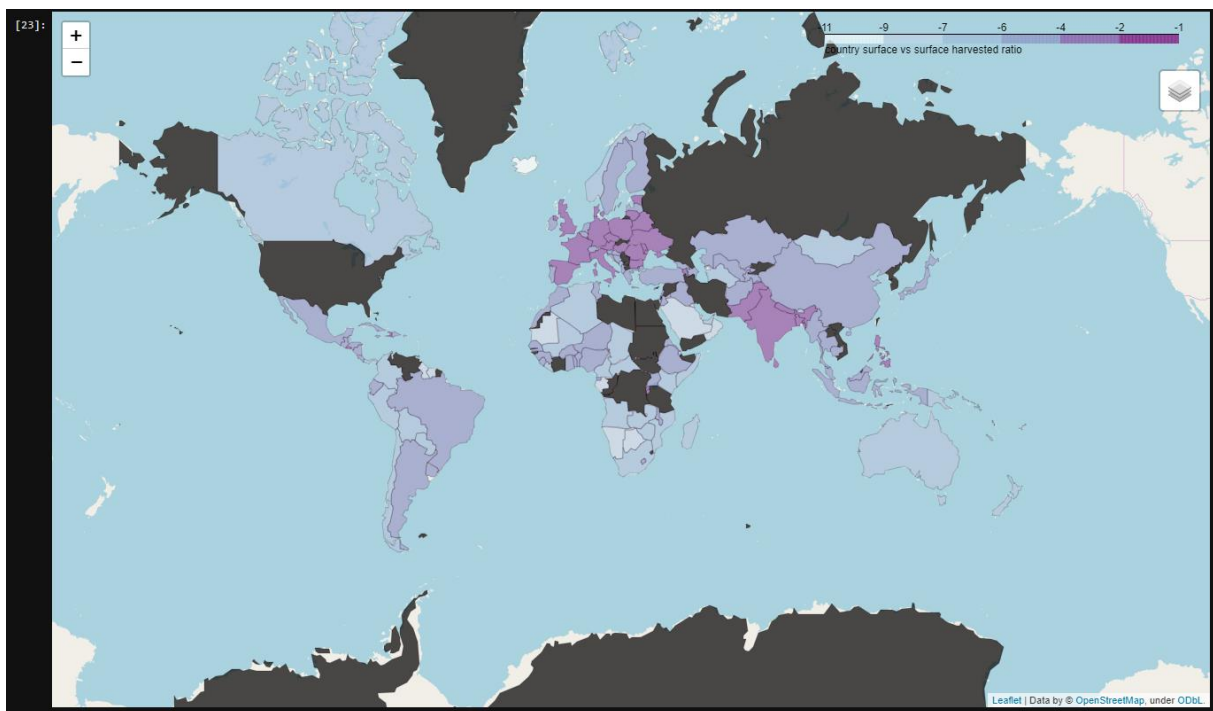 [23]:
+
−
-11 -9 -7 -6 -4 -2 -1
country surface vs surface harvested ratio
Leaflet | Data by © OpenStreetMap, under ODbL.